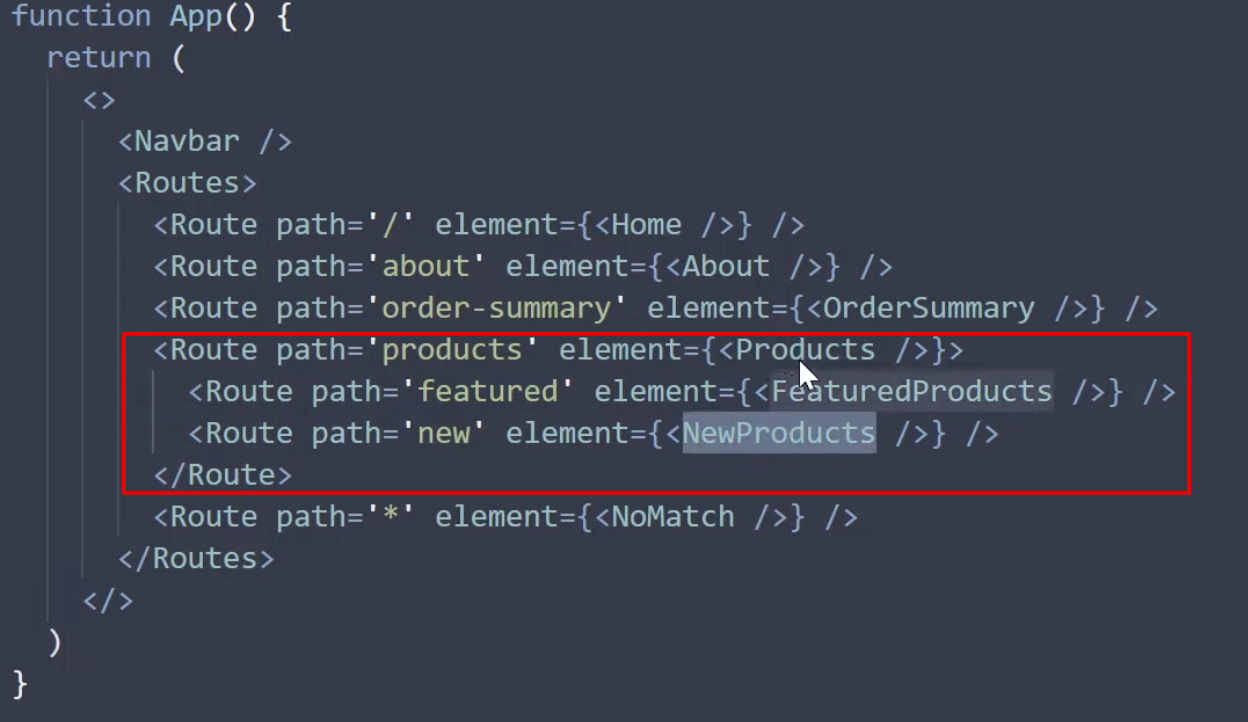 function App() {
return (
<>
<Navbar />
<Routes>
<Route path='/' element={<Home />} />
<Route path='about' element={<About />} />
<Route path='order-summary' element={<OrderSummary />} />
<Route path='products' element={<Products />}>
<Route path='featured' element={<FeaturedProducts />} />
<Route path='new' element={<NewProducts />} />
</Route>
<Route path='*' element={<NoMatch />} />
</Routes>
</>
)
}